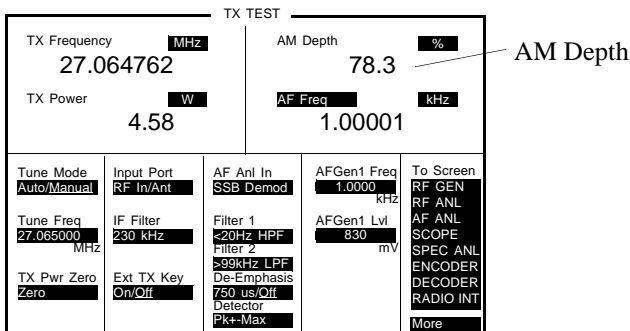 TX TEST
TX Frequency MHz
27.064762
AM Depth %
78.3
AM Depth
TX Power W
4.58
AF Freq kHz
1.00001
Tune Mode
Auto/Manual
Tune Freq
27.065000
MHz
TX Pwr Zero
Zero
Input Port
RF In/Ant
IF Filter
230 kHz
Ext TX Key
On/Off
AF Anl In
SSB Demod
Filter 1
<20Hz HPF
Filter 2
>99kHz LPF
De-Emphasis
750 us/Off
Detector
Pk+-Max
AFGen1 Freq
1.0000
kHz
AFGen1 Lvl
830
mV
To Screen
RF GEN
RF ANL
AF ANL
SCOPE
SPEC ANL
ENCODER
DECODER
RADIO INT
More